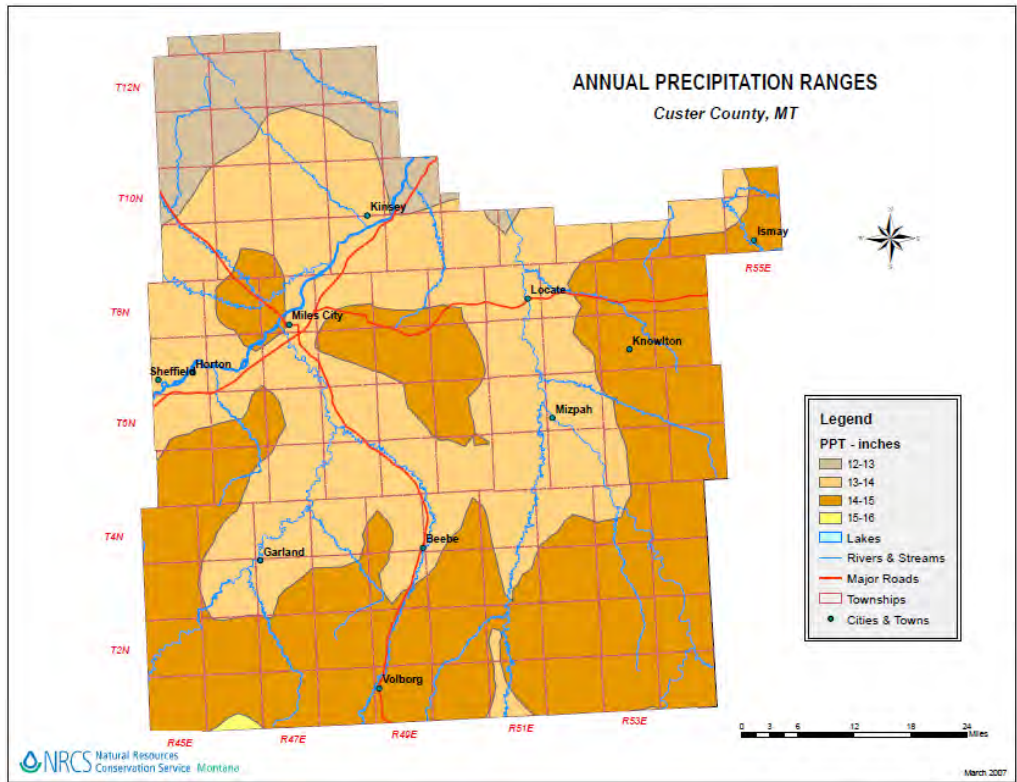 ANNUAL PRECIPITATION RANGES
Custer County, MT
T12N
T10N
Kinsey
Ismay
R55E
Locate
T8N
Miles City
Knowlton
Sheffield
Horton
Mizpah
T6N
Legend
PPT - inches
12-13
13-14
14-15
15-16
Lakes
Rivers & Streams
Major Roads
Townships
Cities & Towns
T4N
Beebe
Garland
T2N
Volborg
R45E
R47E
R49E
R51E
R53E
0 3 6 12 18 24
Miles
NRCS Natural Resources
Conservation Service Montana
March 2007